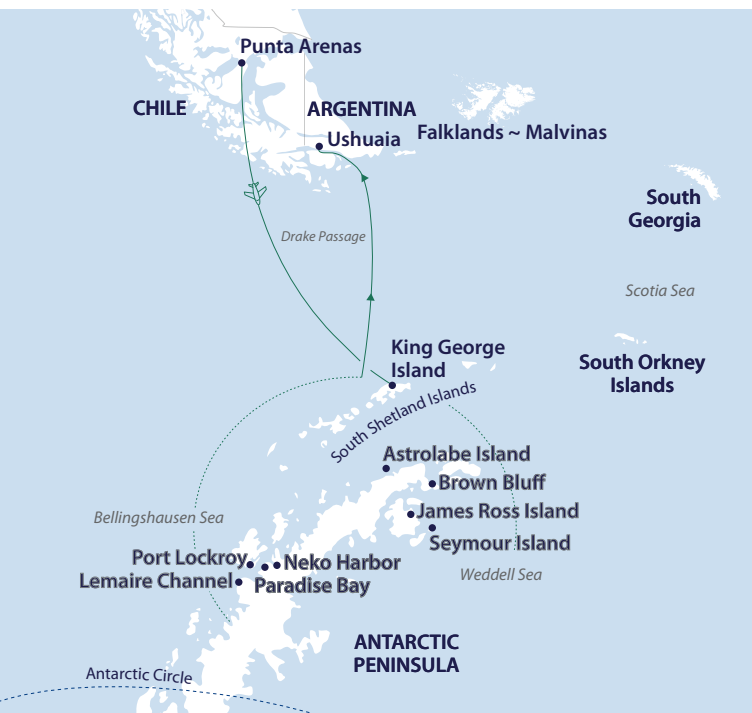 Punta Arenas
CHILE
ARGENTINA
Ushuaia
Falklands ~ Malvinas
South
Georgia
Drake Passage
Scotia Sea
King George
Island
South Orkney
Islands
South Shetland Islands
Astrolabe Island
Brown Bluff
James Ross Island
Bellingshausen Sea
Seymour Island
Port Lockroy
Neko Harbor
Lemaire Channel
Paradise Bay
Weddell Sea
ANTARCTIC
PENINSULA
Antarctic Circle